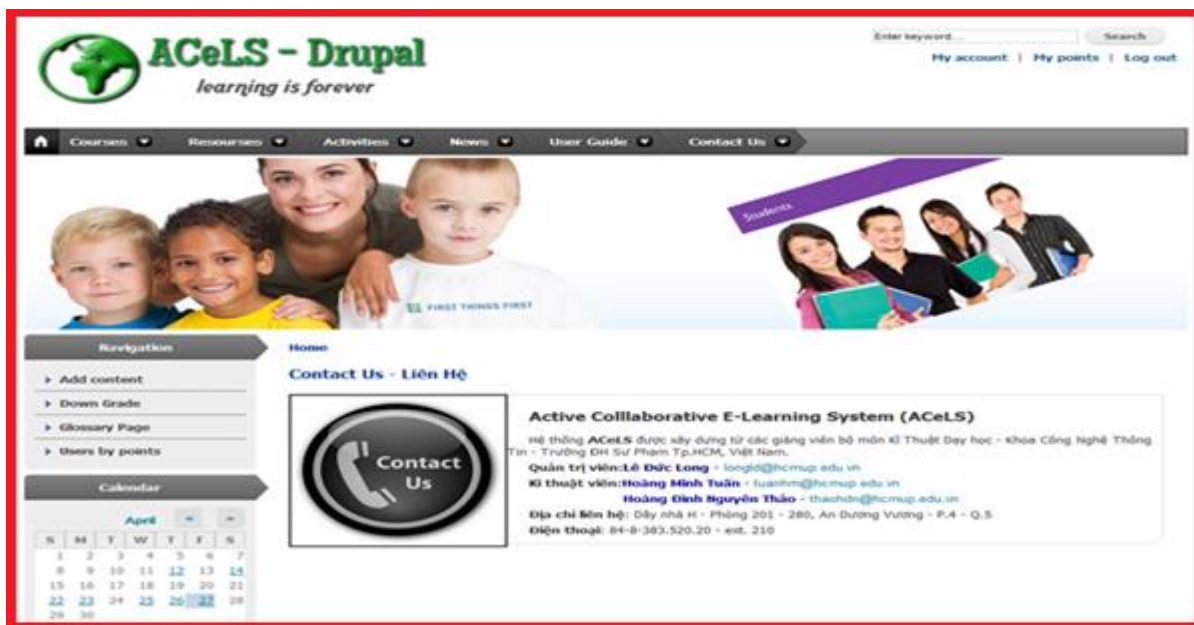 ACeLS - Drupal
learning is forever
Enter keyword...
Search
My account | My points | Log out
Courses
Resourses
Activities
News
User Guide
Contact Us
FIRST THINGS FIRST
Students
Navigation
Add content
Down Grade
Glossary Page
Users by points
Calendar
« April »
S M T W T F S
1 2 3 4 5 6 7
8 9 10 11 12 13 14
15 16 17 18 19 20 21
22 23 24 25 26 27 28
29 30
Home
Contact Us - Liên Hệ
Contact
Us
Active Colllaborative E-Learning System (ACeLS)
Hệ thống ACeLS được xây dựng từ các giảng viên bộ môn Kĩ Thuật Dạy học - Khoa Công Nghệ Thông
Tin - Trường ĐH Sư Phạm Tp.HCM, Việt Nam.
Quản trị viên:Lê Đức Long - longld@hcmup.edu.vn
Kĩ thuật viên:Hoàng Minh Tuấn - tuanhm@hcmup.edu.vn
Hoàng Đình Nguyên Thảo - thaohdn@hcmup.edu.vn
Địa chỉ liên hệ: Dãy nhà H - Phòng 201 - 280, An Dương Vương - P.4 - Q.5
Điện thoại: 84-8-383.520.20 - ext. 210